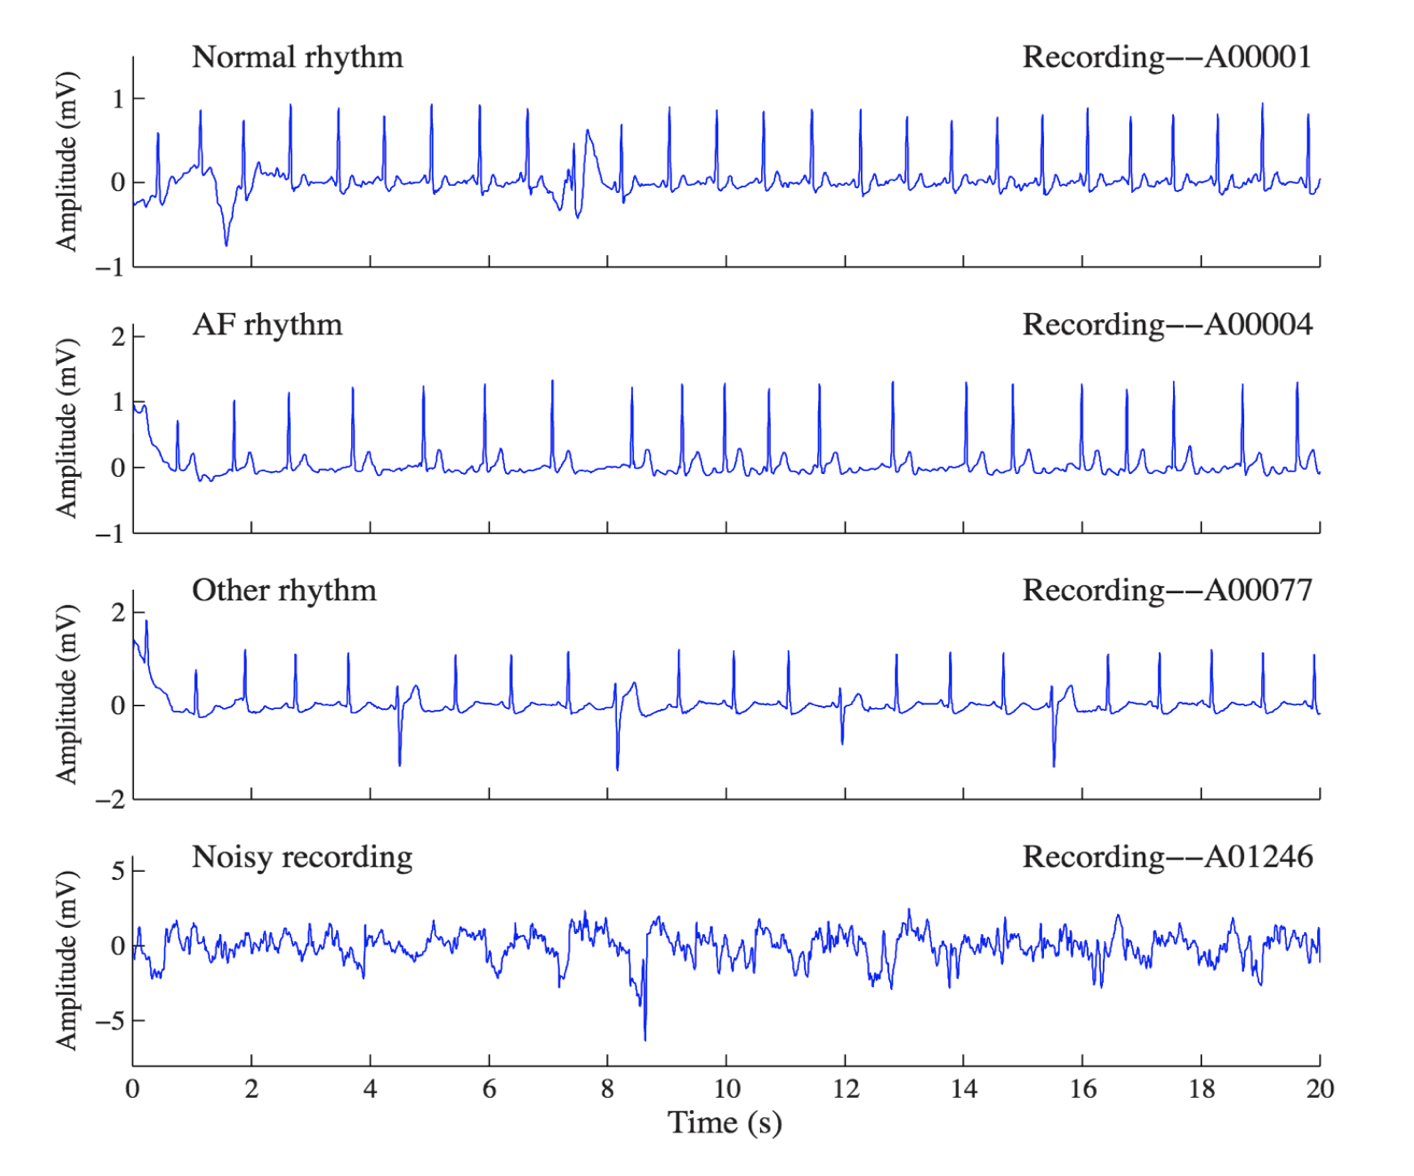 Normal rhythm Recording−−A00001
Amplitude (mV)
1
0
−1
AF rhythm Recording−−A00004
Amplitude (mV)
2
1
0
−1
Other rhythm Recording−−A00077
Amplitude (mV)
2
0
−2
Noisy recording Recording−−A01246
Amplitude (mV)
5
0
−5
0 2 4 6 8 10 12 14 16 18 20
Time (s)